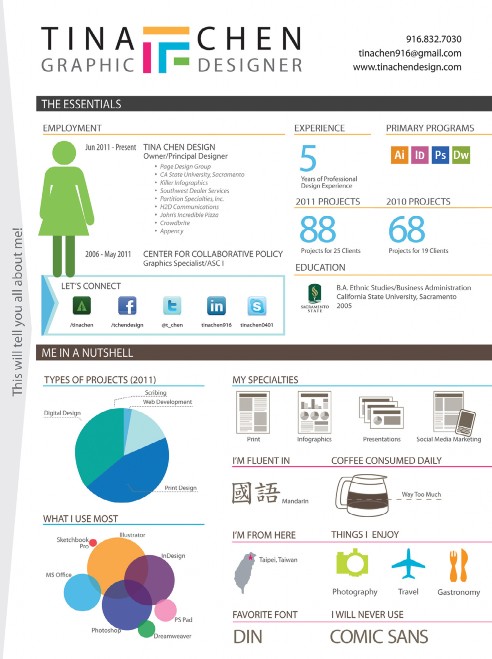 TINA CHEN
GRAPHIC DESIGNER
916.832.7030
tinachen916@gmail.com
www.tinachendesign.com
This will tell you all about me!
THE ESSENTIALS
EMPLOYMENT
Jun 2011 - Present
TINA CHEN DESIGN
Owner/Principal Designer
• Page Design Group
• CA State University, Sacramento
• Killer Infographics
• Southwest Dealer Services
• Partition Specialties, Inc.
• H2O Communications
• John's Incredible Pizza
• Crowdbrite
• Appency
2006 - May 2011
CENTER FOR COLLABORATIVE POLICY
Graphics Specialist/ASC I
LET'S CONNECT
/tinachen
/tchendesign
@t_chen
tinachen916
tinachen0401
EXPERIENCE
5
Years of Professional
Design Experience
PRIMARY PROGRAMS
Ai
ID
Ps
Dw
2011 PROJECTS
88
Projects for 25 Clients
2010 PROJECTS
68
Projects for 19 Clients
EDUCATION
SACRAMENTO
STATE
B.A. Ethnic Studies/Business Administration
California State University, Sacramento
2005
ME IN A NUTSHELL
TYPES OF PROJECTS (2011)
Scribing
Web Development
Digital Design
Print Design
WHAT I USE MOST
Sketchbook
Pro
Illustrator
InDesign
MS Office
PS Pad
Photoshop
Dreamweaver
MY SPECIALTIES
Print
Infographics
Presentations
Social Media Marketing
I'M FLUENT IN
國語
Mandarin
COFFEE CONSUMED DAILY
Way Too Much
I'M FROM HERE
Taipei, Taiwan
THINGS I ENJOY
Photography
Travel
Gastronomy
FAVORITE FONT
DIN
I WILL NEVER USE
COMIC SANS